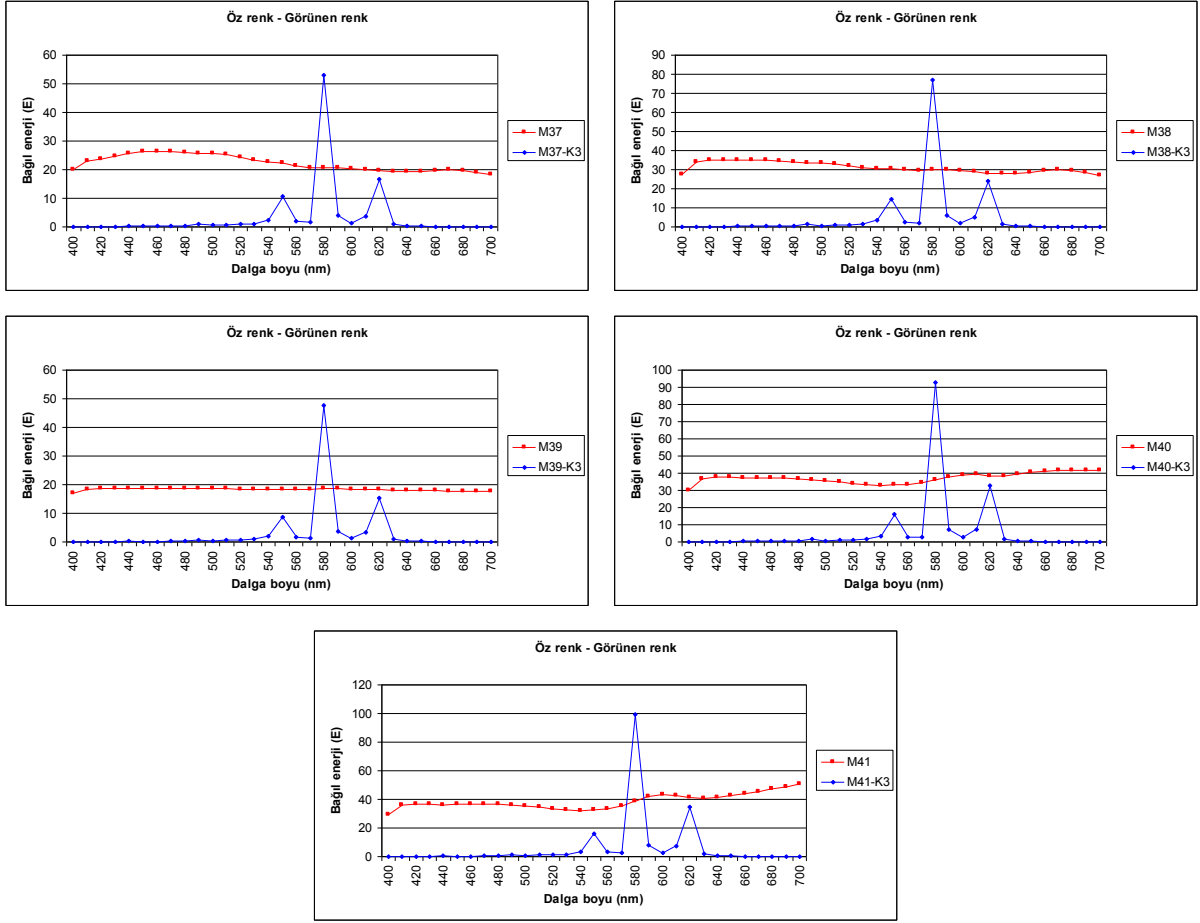 Öz renk - Görünen renk
60
50
40
30
20
10
0
Bağıl enerji (E)
400 420 440 460 480 500 520 540 560 580 600 620 640 660 680 700
Dalga boyu (nm)
M37
M37-K3
Öz renk - Görünen renk
90
80
70
60
50
40
30
20
10
0
Bağıl enerji (E)
400 420 440 460 480 500 520 540 560 580 600 620 640 660 680 700
Dalga boyu (nm)
M38
M38-K3
Öz renk - Görünen renk
60
50
40
30
20
10
0
Bağıl enerji (E)
400 420 440 460 480 500 520 540 560 580 600 620 640 660 680 700
Dalga boyu (nm)
M39
M39-K3
Öz renk - Görünen renk
100
90
80
70
60
50
40
30
20
10
0
Bağıl enerji (E)
400 420 440 460 480 500 520 540 560 580 600 620 640 660 680 700
Dalga boyu (nm)
M40
M40-K3
Öz renk - Görünen renk
120
100
80
60
40
20
0
Bağıl enerji (E)
400 420 440 460 480 500 520 540 560 580 600 620 640 660 680 700
Dalga boyu (nm)
M41
M41-K3